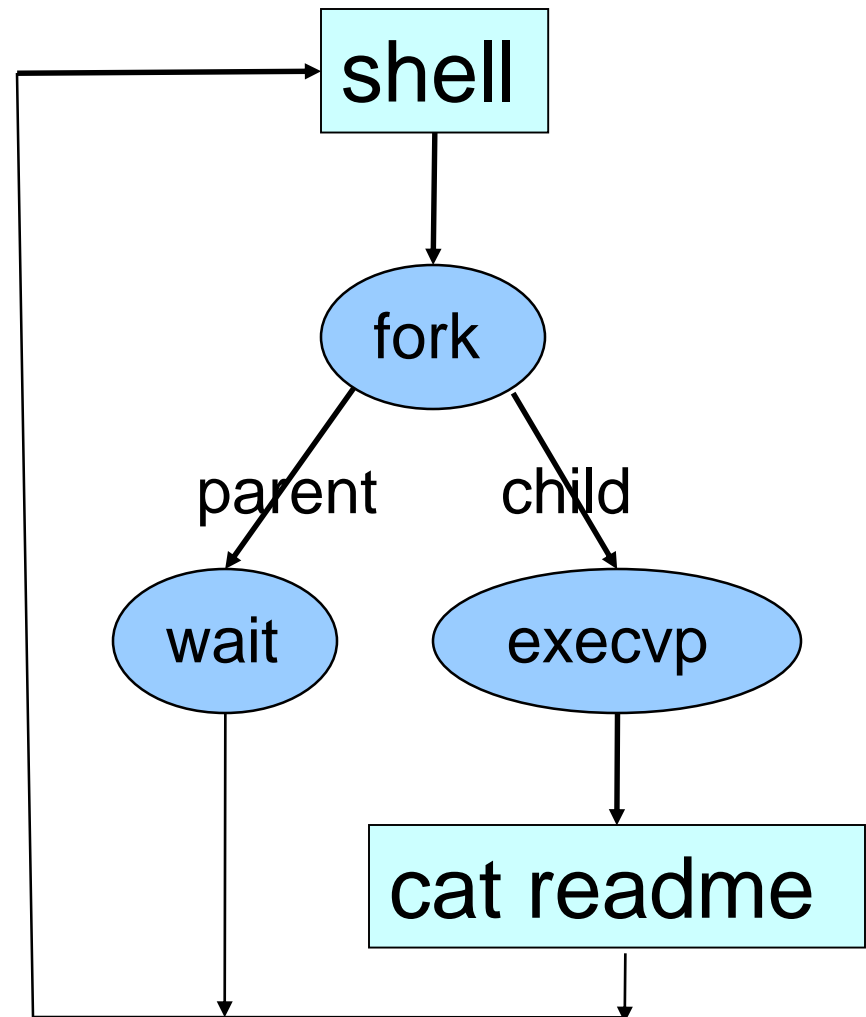 shell
fork
parent
child
wait
execvp
cat readme